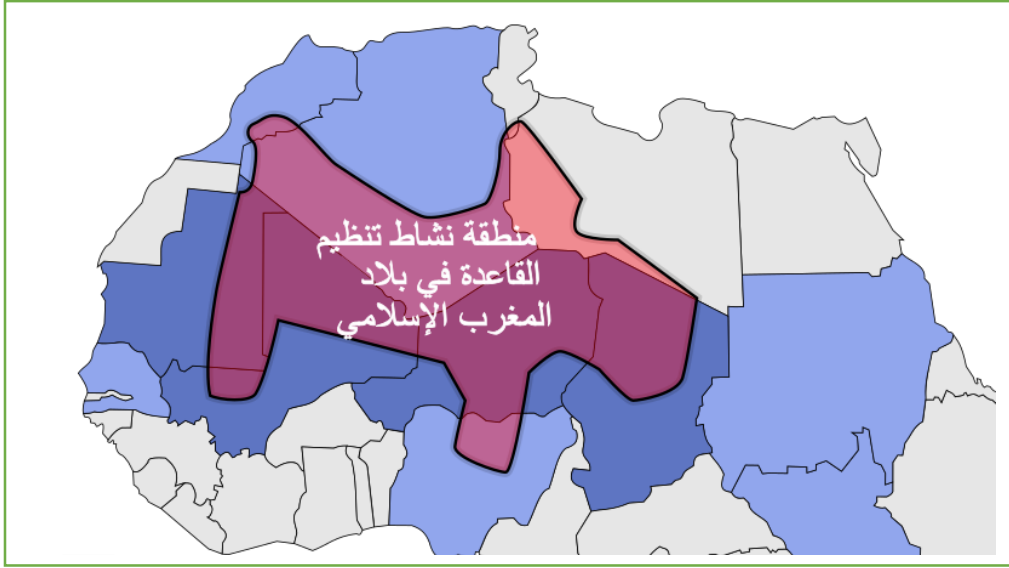 منطقة نشاط تنظيم
القاعدة في بلاد
المغرب الإسلامي